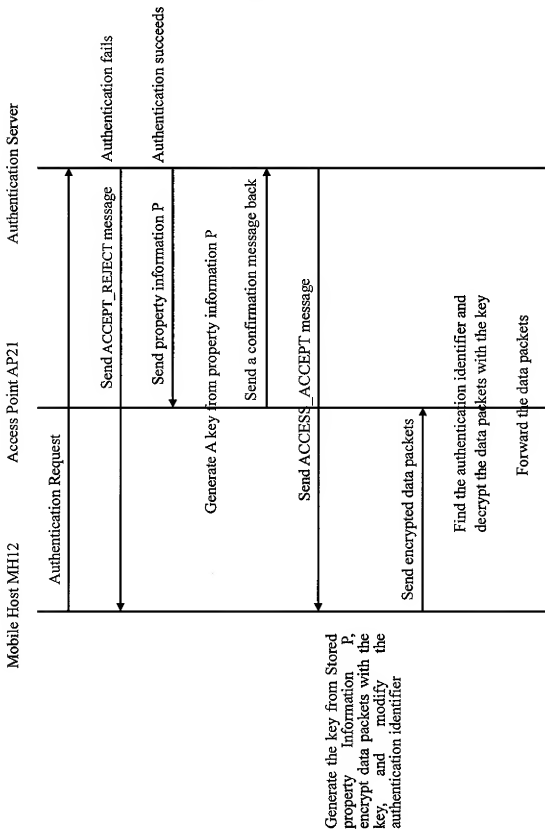 Mobile Host MH12
Access Point AP21
Authentication Server
Authentication Request
Send ACCEPT_REJECT message
Authentication fails
Send property information P
Authentication succeeds
Generate A key from property information P
Send a confirmation message back
Send ACCESS_ACCEPT message
Generate the key from Stored
property Information P,
encrypt data packets with the
key, and modify the
authentication identifier
Send encrypted data packets
Find the authentication identifier and
decrypt the data packets with the key
Forward the data packets